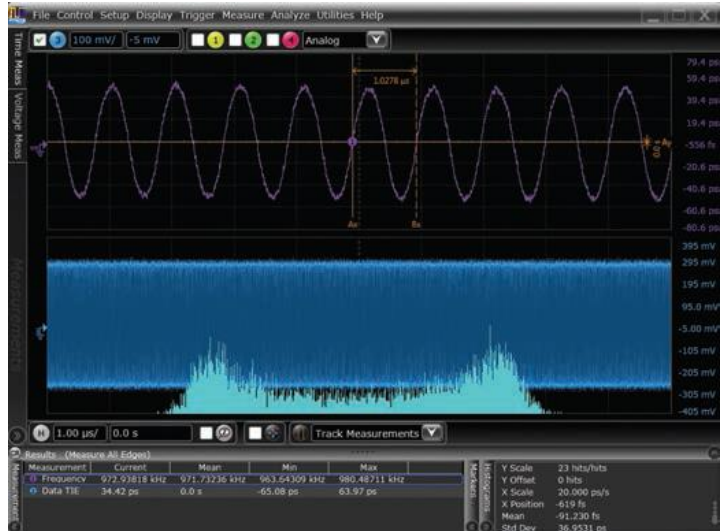 File Control Setup Display Trigger Measure Analyze Utilities Help
3 100 mV/ -5 mV 1 2 4 Analog
Time Meas
Voltage Meas
Measurements
1.0278 µs
Ax
Bx
Ay
0.0 s
79.4 ps
59.4 ps
39.4 ps
19.4 ps
-556 fs
-20.6 ps
-40.6 ps
-60.6 ps
-80.6 ps
395 mV
295 mV
195 mV
95.0 mV
-5.00 mV
-105 mV
-205 mV
-305 mV
-405 mV
H 1.00 µs/ 0.0 s Track Measurements
Results (Measure All Edges)
Measurement Current Mean Min Max
Frequency 972.93818 kHz 971.73236 kHz 963.64309 kHz 980.48711 kHz
Data TIE 34.42 ps 0.0 s -65.08 ps 63.97 ps
Markers
Histograms
Y Scale 23 hits/hits
Y Offset 0 hits
X Scale 20.000 ps/s
X Position -619 fs
Mean -91.230 fs
Std Dev 36.9531 ps